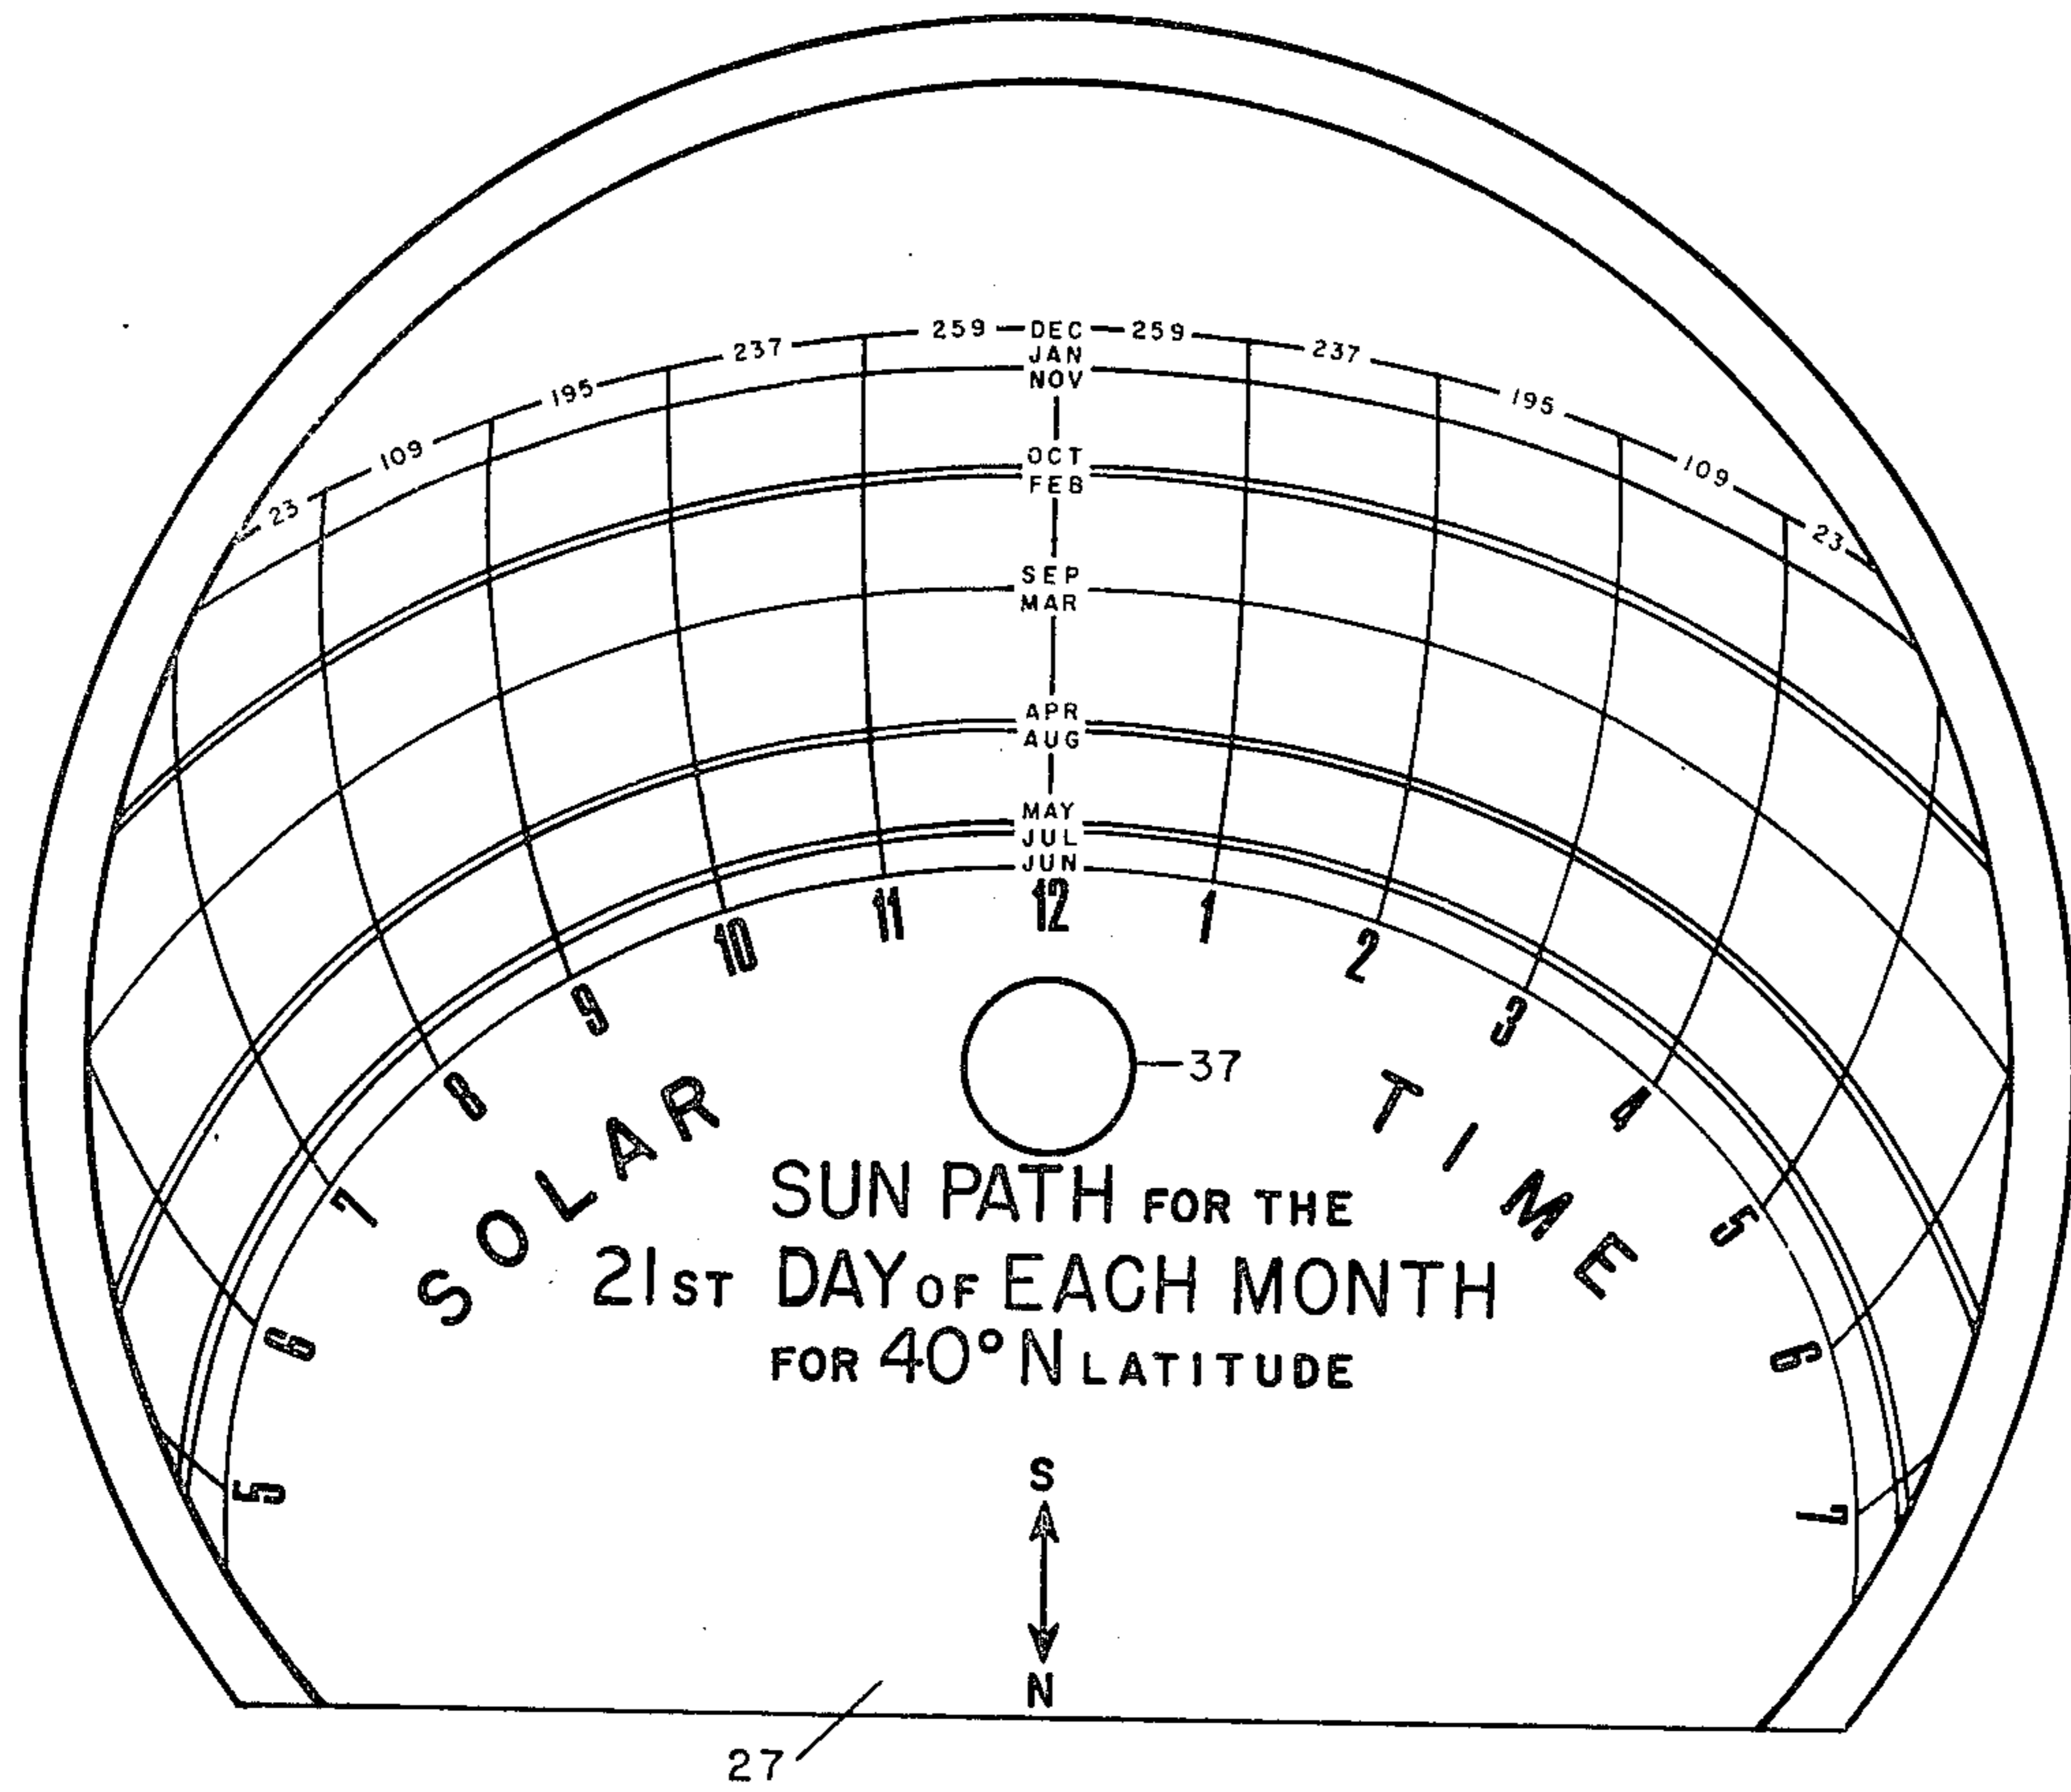 23 109 195 237 259 DEC 259 237 195 109 23
JAN
NOV
OCT
FEB
SEP
MAR
APR
AUG
MAY
JUL
JUN
5 6 7 8 9 10 11 12 1 2 3 4 5 6 7
37
SOLAR TIME
SUN PATH FOR THE
21ST DAY OF EACH MONTH
FOR 40° N LATITUDE
S
N
27